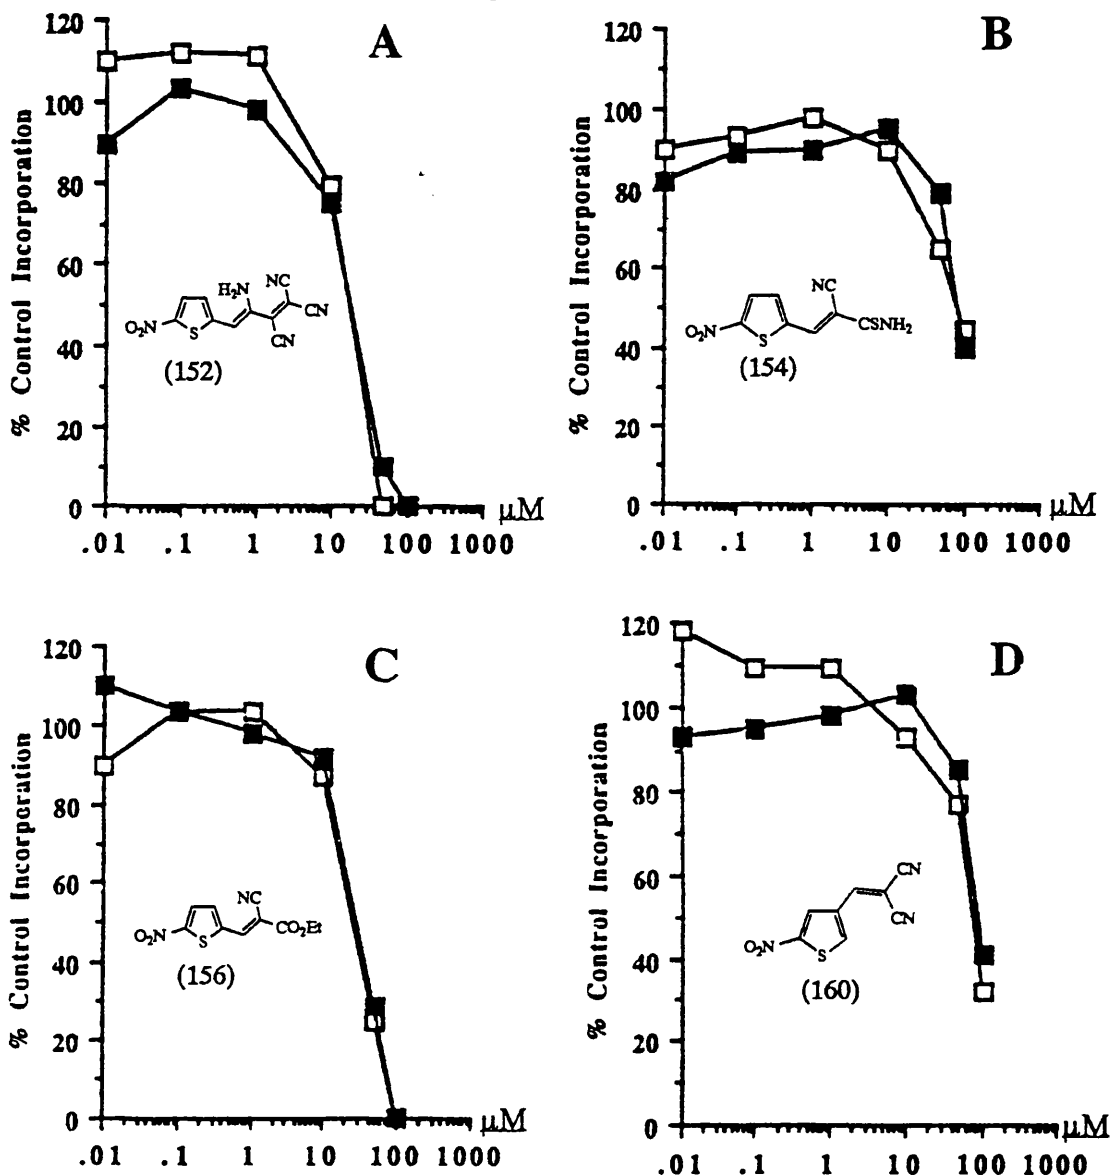 A
% Control Incorporation
120
100
80
60
40
20
0
.01 .1 1 10 100 1000
µM
O₂N
S
H₂N
NC
CN
CN
(152)
B
% Control Incorporation
120
100
80
60
40
20
0
.01 .1 1 10 100 1000
µM
O₂N
S
NC
CSNH₂
(154)
C
% Control Incorporation
120
100
80
60
40
20
0
.01 .1 1 10 100 1000
µM
O₂N
S
NC
CO₂Et
(156)
D
% Control Incorporation
120
100
80
60
40
20
0
.01 .1 1 10 100 1000
µM
O₂N
S
CN
CN
(160)